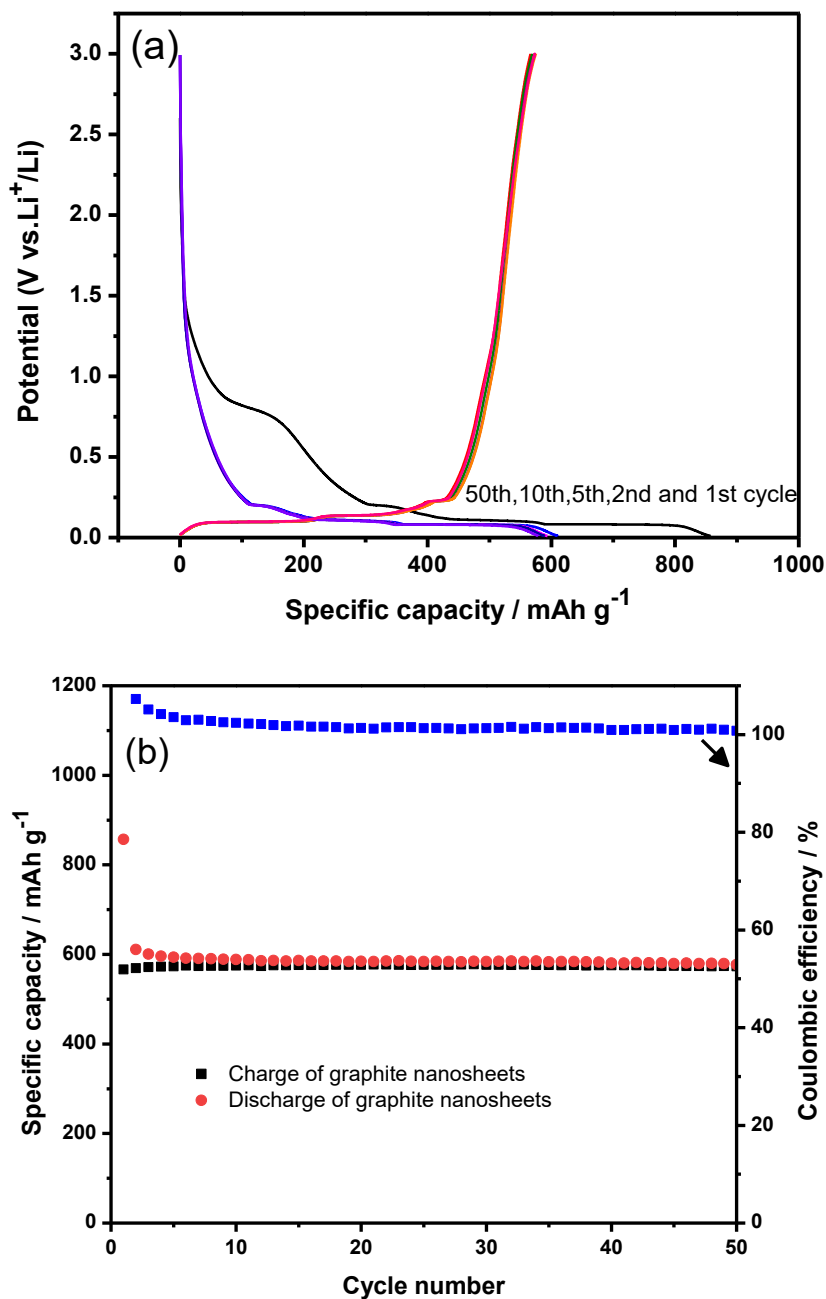 (a)
3.0
2.5
2.0
1.5
1.0
0.5
0.0
Potential (V vs.Li⁺/Li)
50th,10th,5th,2nd and 1st cycle
0 200 400 600 800 1000
Specific capacity / mAh g⁻¹
(b)
1200
1000
800
600
400
200
0
Specific capacity / mAh g⁻¹
100
80
60
40
20
0
Coulombic efficiency / %
Charge of graphite nanosheets
Discharge of graphite nanosheets
0 10 20 30 40 50
Cycle number